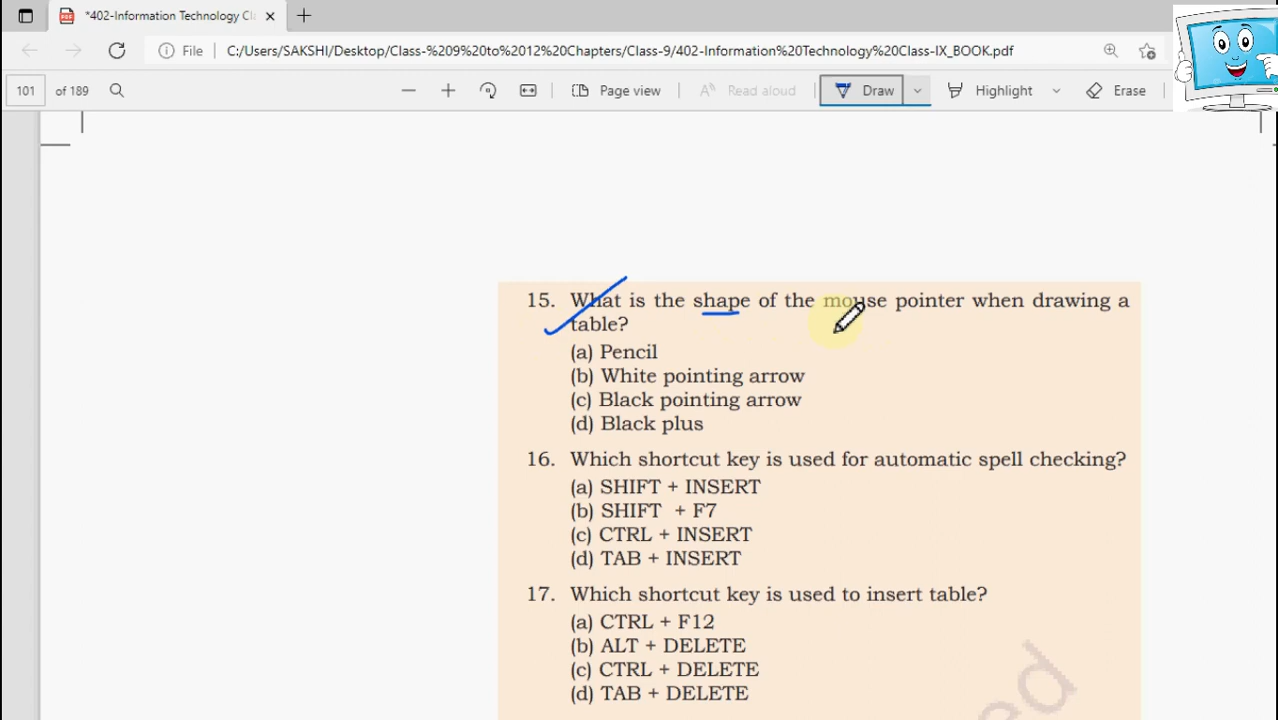 *402-Information Technology Cl
File C:/Users/SAKSHI/Desktop/Class-%209%20to%2012%20Chapters/Class-9/402-Information%20Technology%20Class-IX_BOOK.pdf
101 of 189 Page view Read aloud Draw Highlight Erase
15. What is the shape of the mouse pointer when drawing a
table?
(a) Pencil
(b) White pointing arrow
(c) Black pointing arrow
(d) Black plus
16. Which shortcut key is used for automatic spell checking?
(a) SHIFT + INSERT
(b) SHIFT + F7
(c) CTRL + INSERT
(d) TAB + INSERT
17. Which shortcut key is used to insert table?
(a) CTRL + F12
(b) ALT + DELETE
(c) CTRL + DELETE
(d) TAB + DELETE